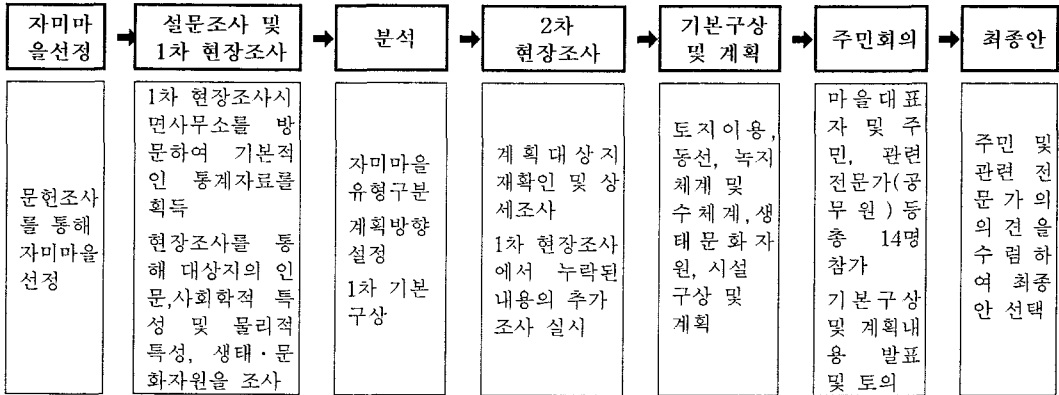 자미마
을선정
➡
설문조사 및
1차 현장조사
➡
분석
➡
2차
현장조사
➡
기본구상
및 계획
➡
주민회의
➡
최종안
문헌조사
를 통해
자미마을
선정
1차 현장조사시
면사무소를 방
문하여 기본적
인 통계자료를
획득
현장조사를 통
해 대상지의 인
문,사회학적 특
성 및 물리적
특성, 생태·문
화자원을 조사
자미마을
유형구분
계획방향
설정
1차 기본
구상
계획대상지
재확인 및 상
세조사
1차 현장조사
에서 누락된
내용의 추가
조사 실시
토지이용,
동선, 녹지
체계 및
수체계,생
태문화자
원, 시설
구상 및
계획
마을대표
자 및 주
민, 관련
전문가(공
무원)등
총 14명
참가
기본구상
및 계획내
용 발표
및 토의
주민 및
관련 전
문가의
의견을
수렴하
여 최종
안 선택